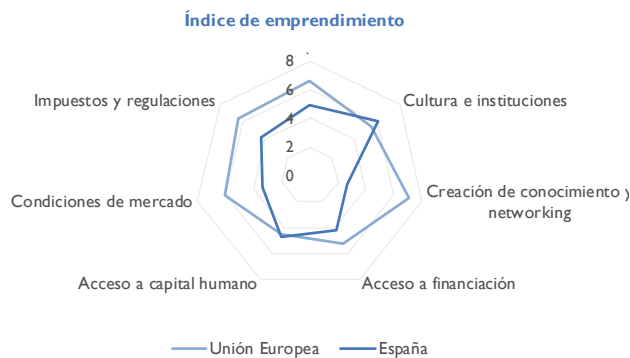 Índice de emprendimiento
8
6
4
2
0
Impuestos y regulaciones
Cultura e instituciones
Condiciones de mercado
Creación de conocimiento y
networking
Acceso a capital humano
Acceso a financiación
Unión Europea
España